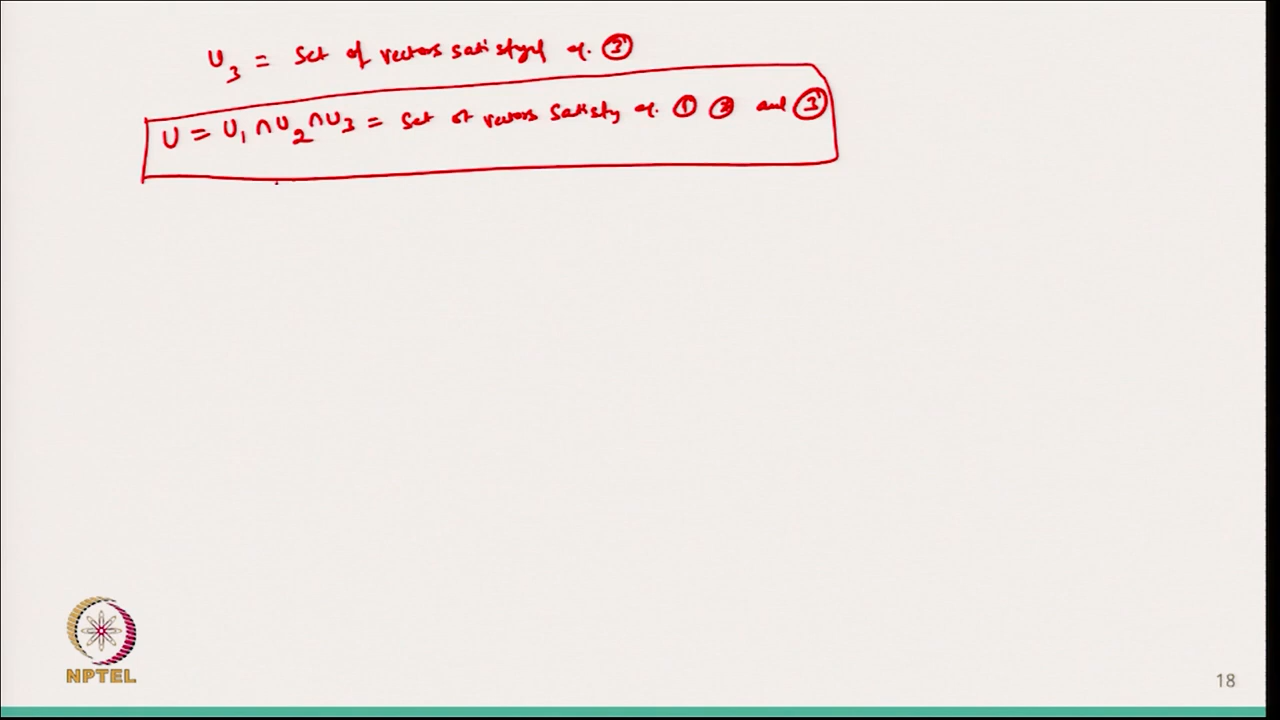 U₃ = Set of vectors satisfying eq. ③
U = U₁ ∩ U₂ ∩ U₃ = Set of vectors satisfy eq. ① ② and ③
NPTEL
18